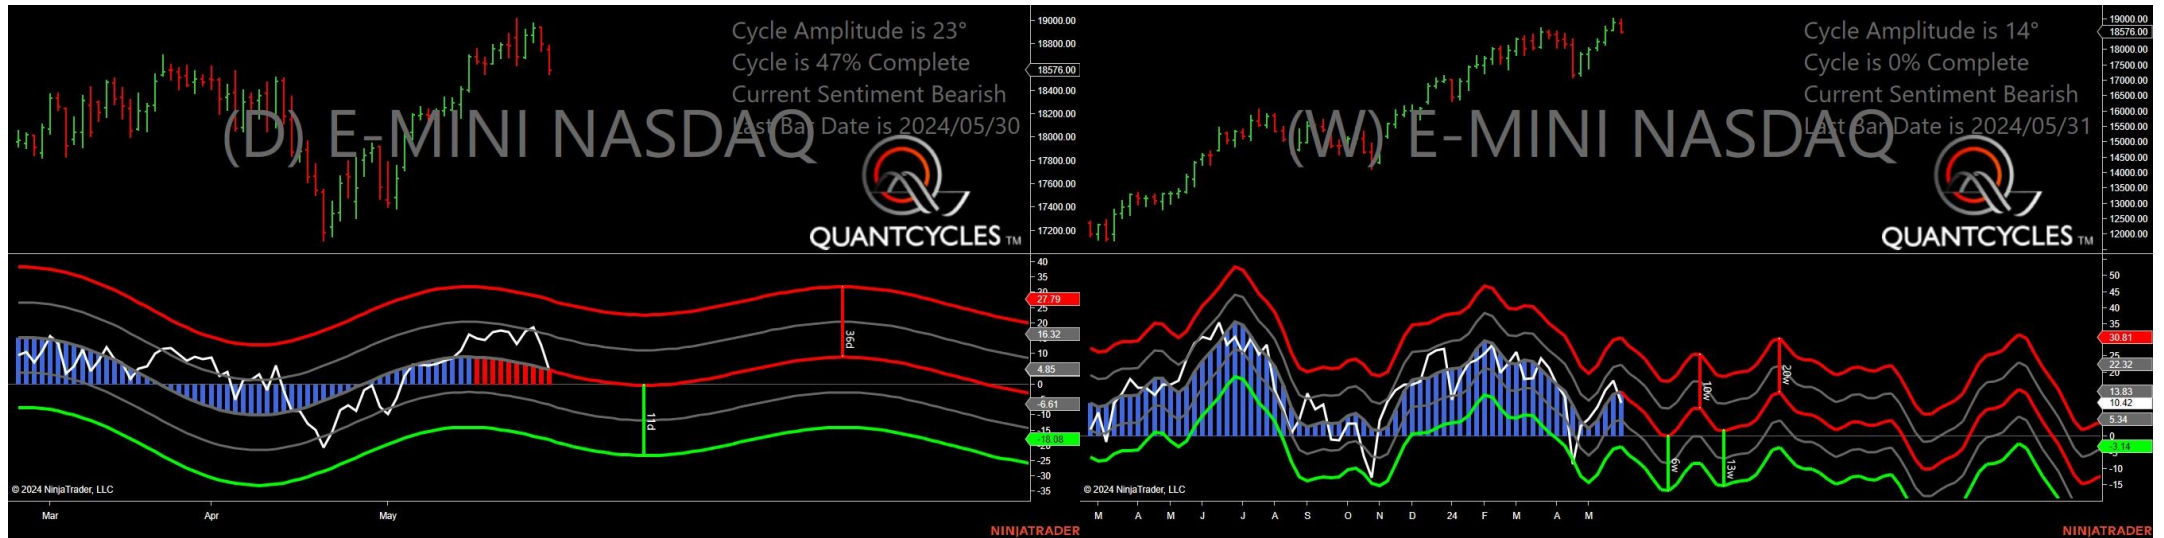 Cycle Amplitude is 23°
Cycle is 47% Complete
Current Sentiment Bearish
Last Bar Date is 2024/05/30
(D) E-MINI NASDAQ
QUANTCYCLES TM
19000.00
18800.00
18576.00
18400.00
18200.00
18000.00
17800.00
17600.00
17400.00
17200.00
40
35
27.79
25
20
16.32
10
4.85
0
-6.61
-10
-15
-18.08
-25
-30
-35
36d
11d
© 2024 NinjaTrader, LLC
Mar
Apr
May
NINJATRADER
Cycle Amplitude is 14°
Cycle is 0% Complete
Current Sentiment Bearish
Last Bar Date is 2024/05/31
(W) E-MINI NASDAQ
QUANTCYCLES TM
19000.00
18576.00
18000.00
17500.00
17000.00
16500.00
16000.00
15500.00
15000.00
14500.00
14000.00
13500.00
13000.00
12500.00
12000.00
50
45
40
35
30.81
25
22.32
20
13.83
10.42
5.34
0
-3.14
-10
-15
10w
20w
6w
13w
© 2024 NinjaTrader, LLC
M A M J J A S O N D 24 F M A M
NINJATRADER